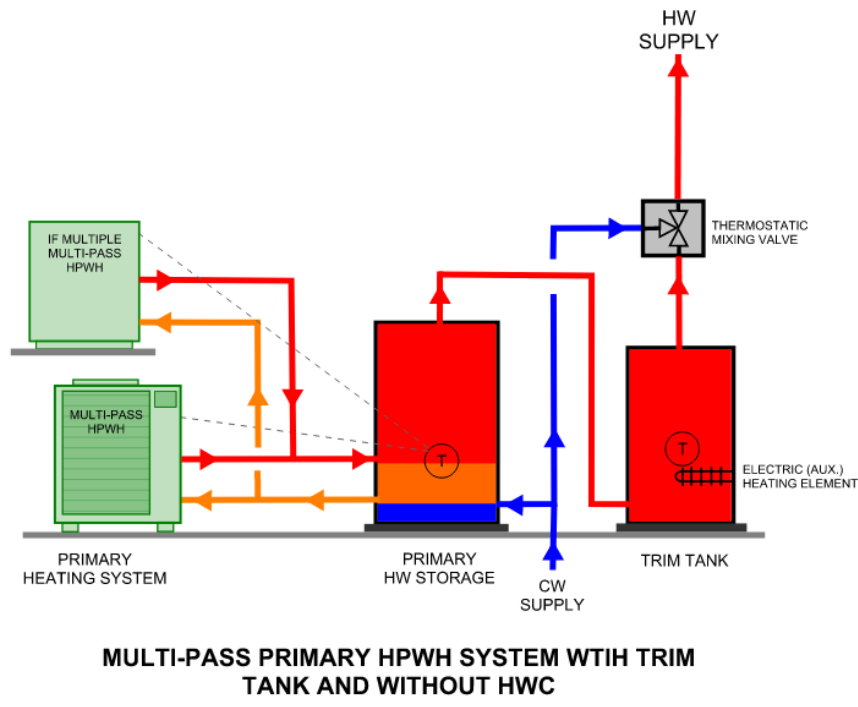 HW
SUPPLY
IF MULTIPLE
MULTI-PASS
HPWH
THERMOSTATIC
MIXING VALVE
MULTI-PASS
HPWH
T
T
ELECTRIC (AUX.)
HEATING ELEMENT
PRIMARY
HEATING SYSTEM
PRIMARY
HW STORAGE
TRIM TANK
CW
SUPPLY
MULTI-PASS PRIMARY HPWH SYSTEM WTIH TRIM
TANK AND WITHOUT HWC